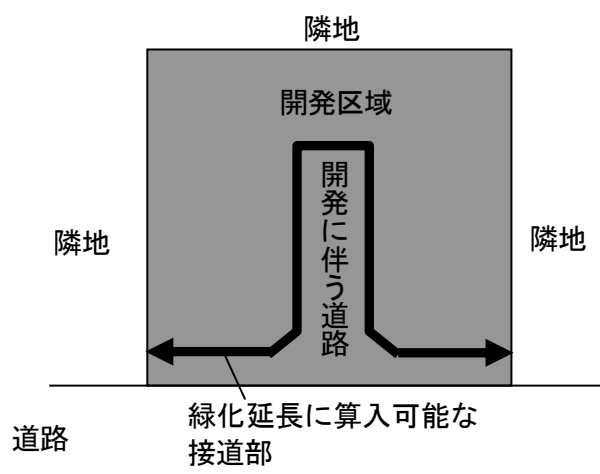 隣地
開発区域
開発に伴う道路
隣地
隣地
緑化延長に算入可能な
接道部
道路